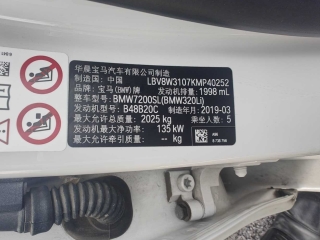 华晨宝马汽车有限公司制造
制造国：中国 LBV8W3107KMP40252
品牌：宝马(BMW)牌 发动机排量：1998 mL
整车型号：BMW7200SL(BMW320Li)
发动机型号：B48B20C 制造年月：2019-03
最大允许总质量：2025 kg 乘坐人数：5
发动机最大净功率：135 kW
最大允许牵引质量：-- kg